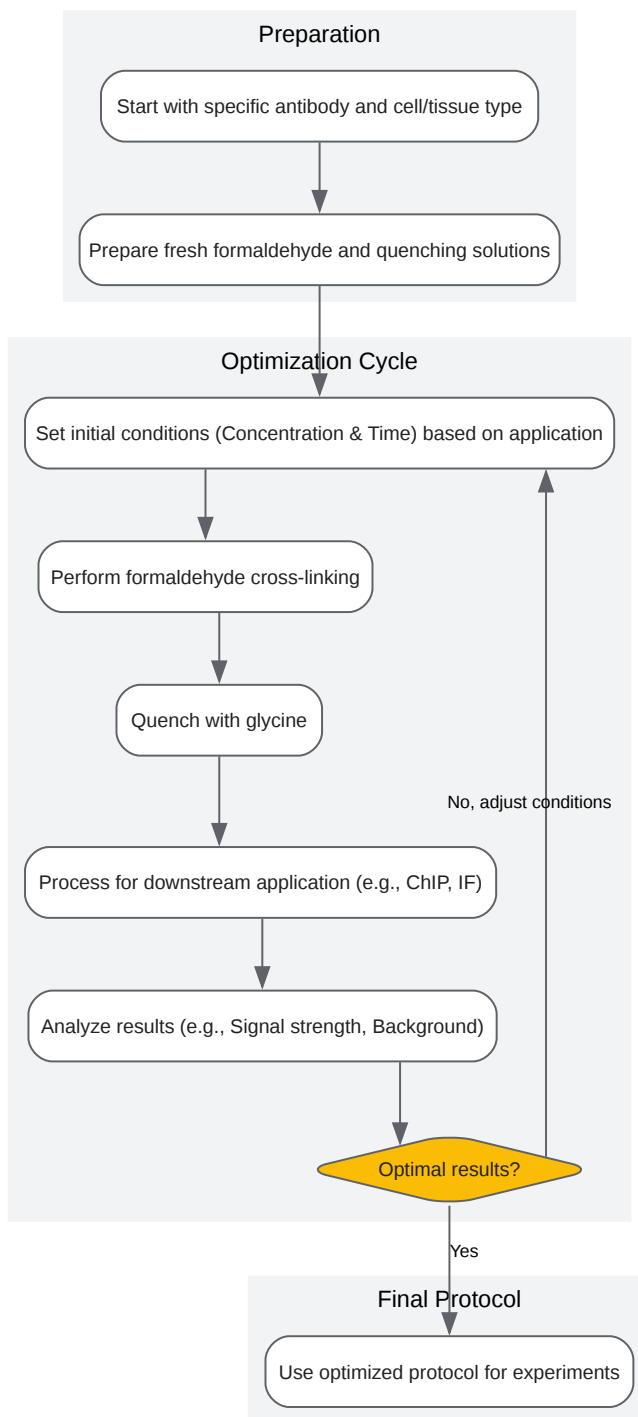 Preparation
Start with specific antibody and cell/tissue type
Prepare fresh formaldehyde and quenching solutions
Optimization Cycle
Set initial conditions (Concentration & Time) based on application
Perform formaldehyde cross-linking
Quench with glycine
No, adjust conditions
Process for downstream application (e.g., ChIP, IF)
Analyze results (e.g., Signal strength, Background)
Optimal results?
Yes
Final Protocol
Use optimized protocol for experiments